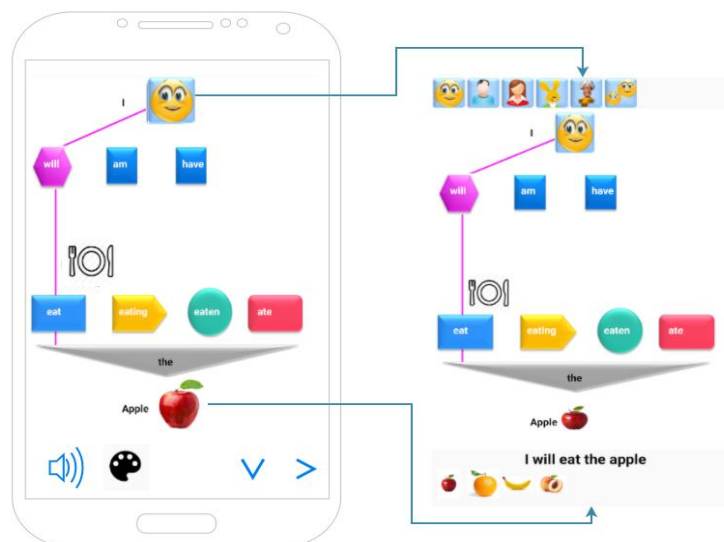 I
will am have
eat eating eaten ate
the
Apple
I
will am have
eat eating eaten ate
the
Apple
I will eat the apple